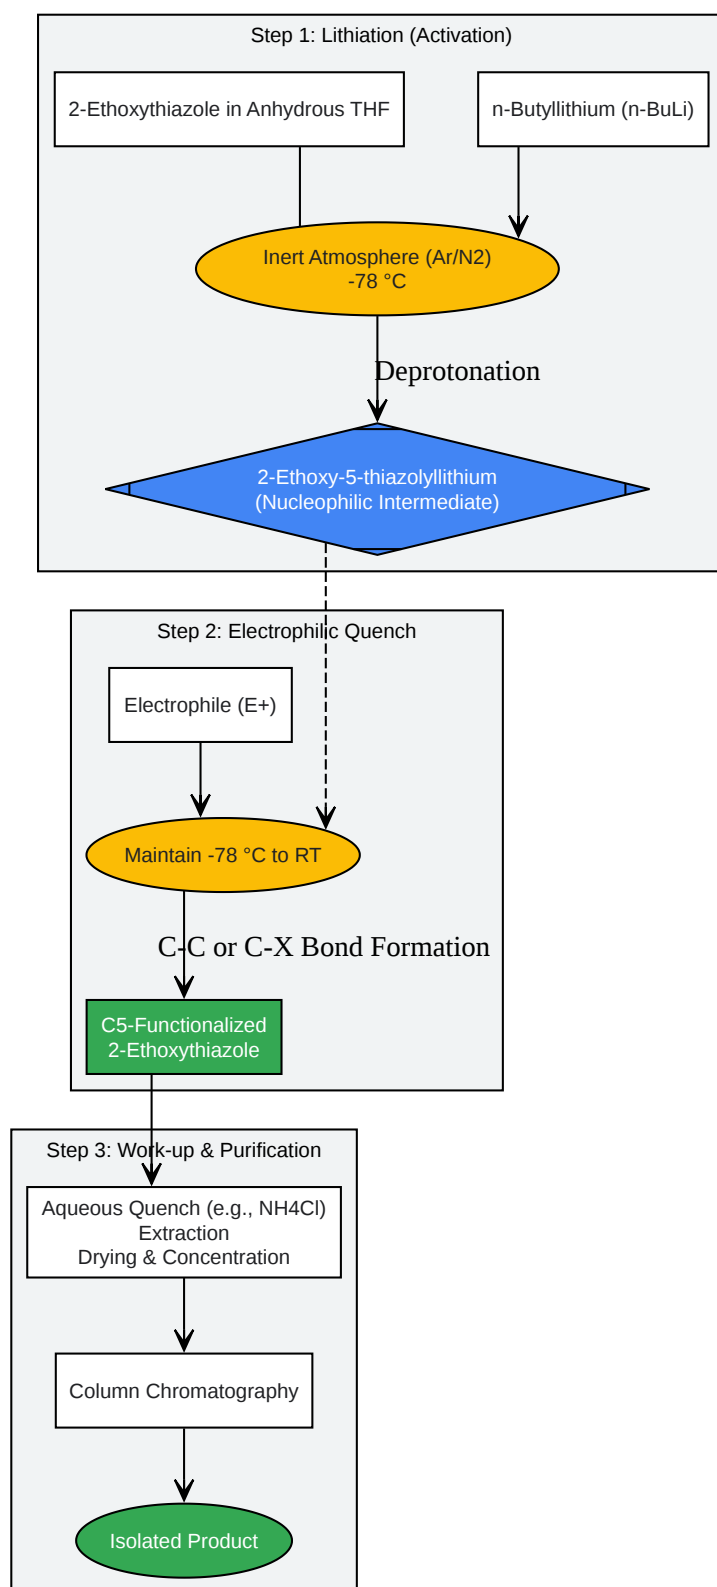 Step 1: Lithiation (Activation)
2-Ethoxythiazole in Anhydrous THF
n-Butyllithium (n-BuLi)
Inert Atmosphere (Ar/N2)
-78 °C
Deprotonation
2-Ethoxy-5-thiazolyllithium
(Nucleophilic Intermediate)
Step 2: Electrophilic Quench
Electrophile (E+)
Maintain -78 °C to RT
C-C or C-X Bond Formation
C5-Functionalized
2-Ethoxythiazole
Step 3: Work-up & Purification
Aqueous Quench (e.g., NH4Cl)
Extraction
Drying & Concentration
Column Chromatography
Isolated Product